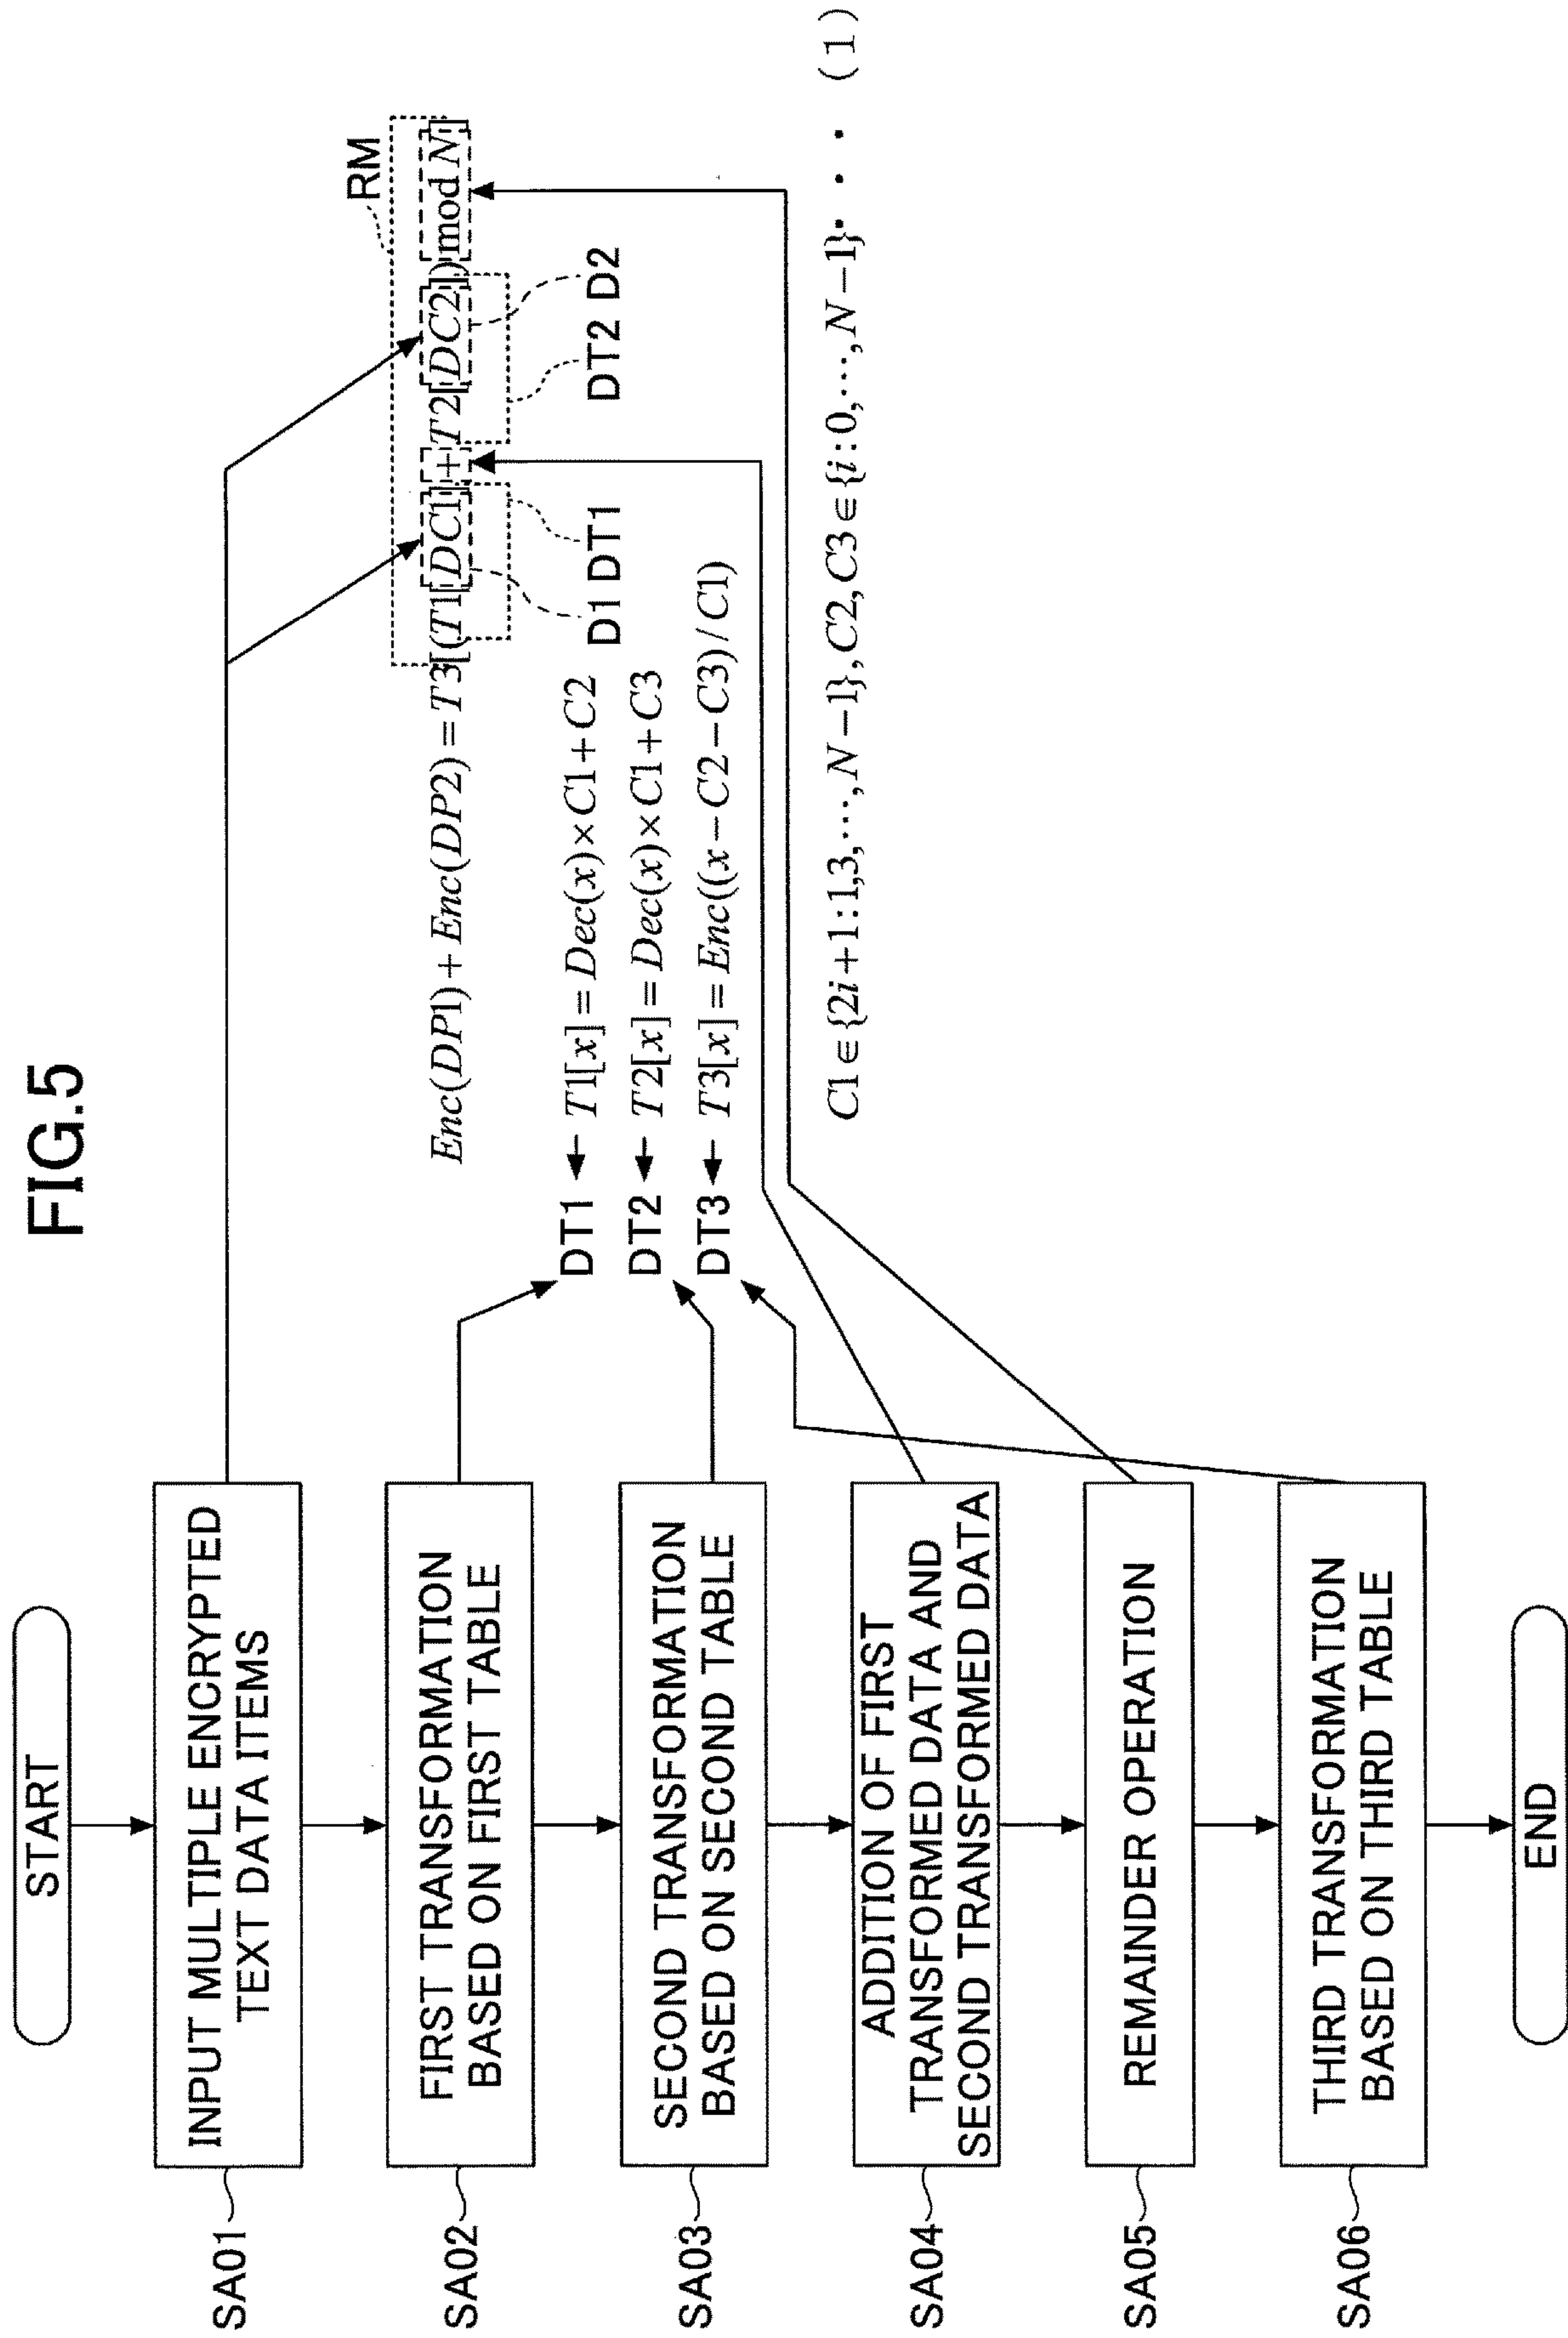 FIG.5
START
SA01
INPUT MULTIPLE ENCRYPTED
TEXT DATA ITEMS
SA02
FIRST TRANSFORMATION
BASED ON FIRST TABLE
SA03
SECOND TRANSFORMATION
BASED ON SECOND TABLE
SA04
ADDITION OF FIRST
TRANSFORMED DATA AND
SECOND TRANSFORMED DATA
SA05
REMAINDER OPERATION
SA06
THIRD TRANSFORMATION
BASED ON THIRD TABLE
END
RM
Enc(DP1)+Enc(DP2)=T3[(T1[DC1]+T2[DC2])mod N]
D1 DT1 DT2 D2
DT1 ← T1[x]=Dec(x)×C1+C2
DT2 ← T2[x]=Dec(x)×C1+C3
DT3 ← T3[x]=Enc((x−C2−C3)/C1)
C1∈{2i+1:1,3,⋯,N−1},C2,C3∈{i:0,⋯,N−1}・・・(1)